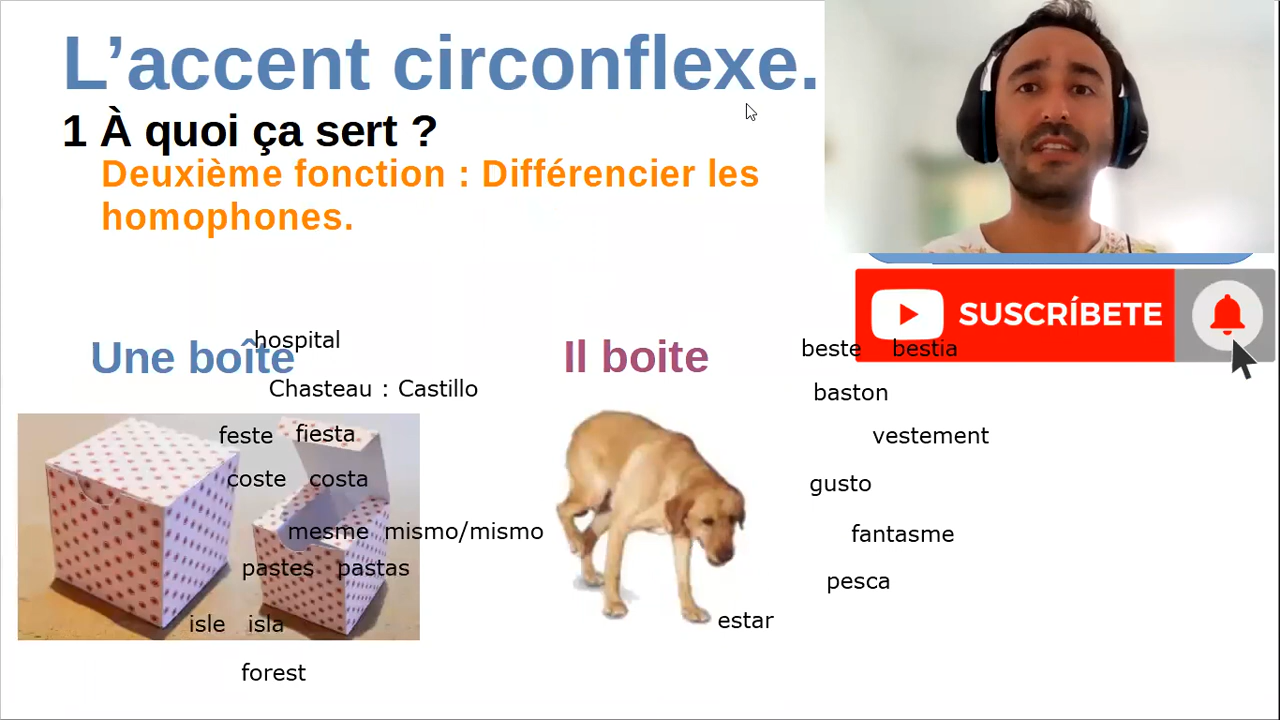 L’accent circonflexe.
1 À quoi ça sert ?
Deuxième fonction : Différencier les
homophones.
SUSCRÍBETE
hospital
Une boîte
Il boite
beste bestia
Chasteau : Castillo
baston
feste fiesta
vestement
coste costa
gusto
mesme mismo/mismo
fantasme
pastes pastas
pesca
isle isla
estar
forest